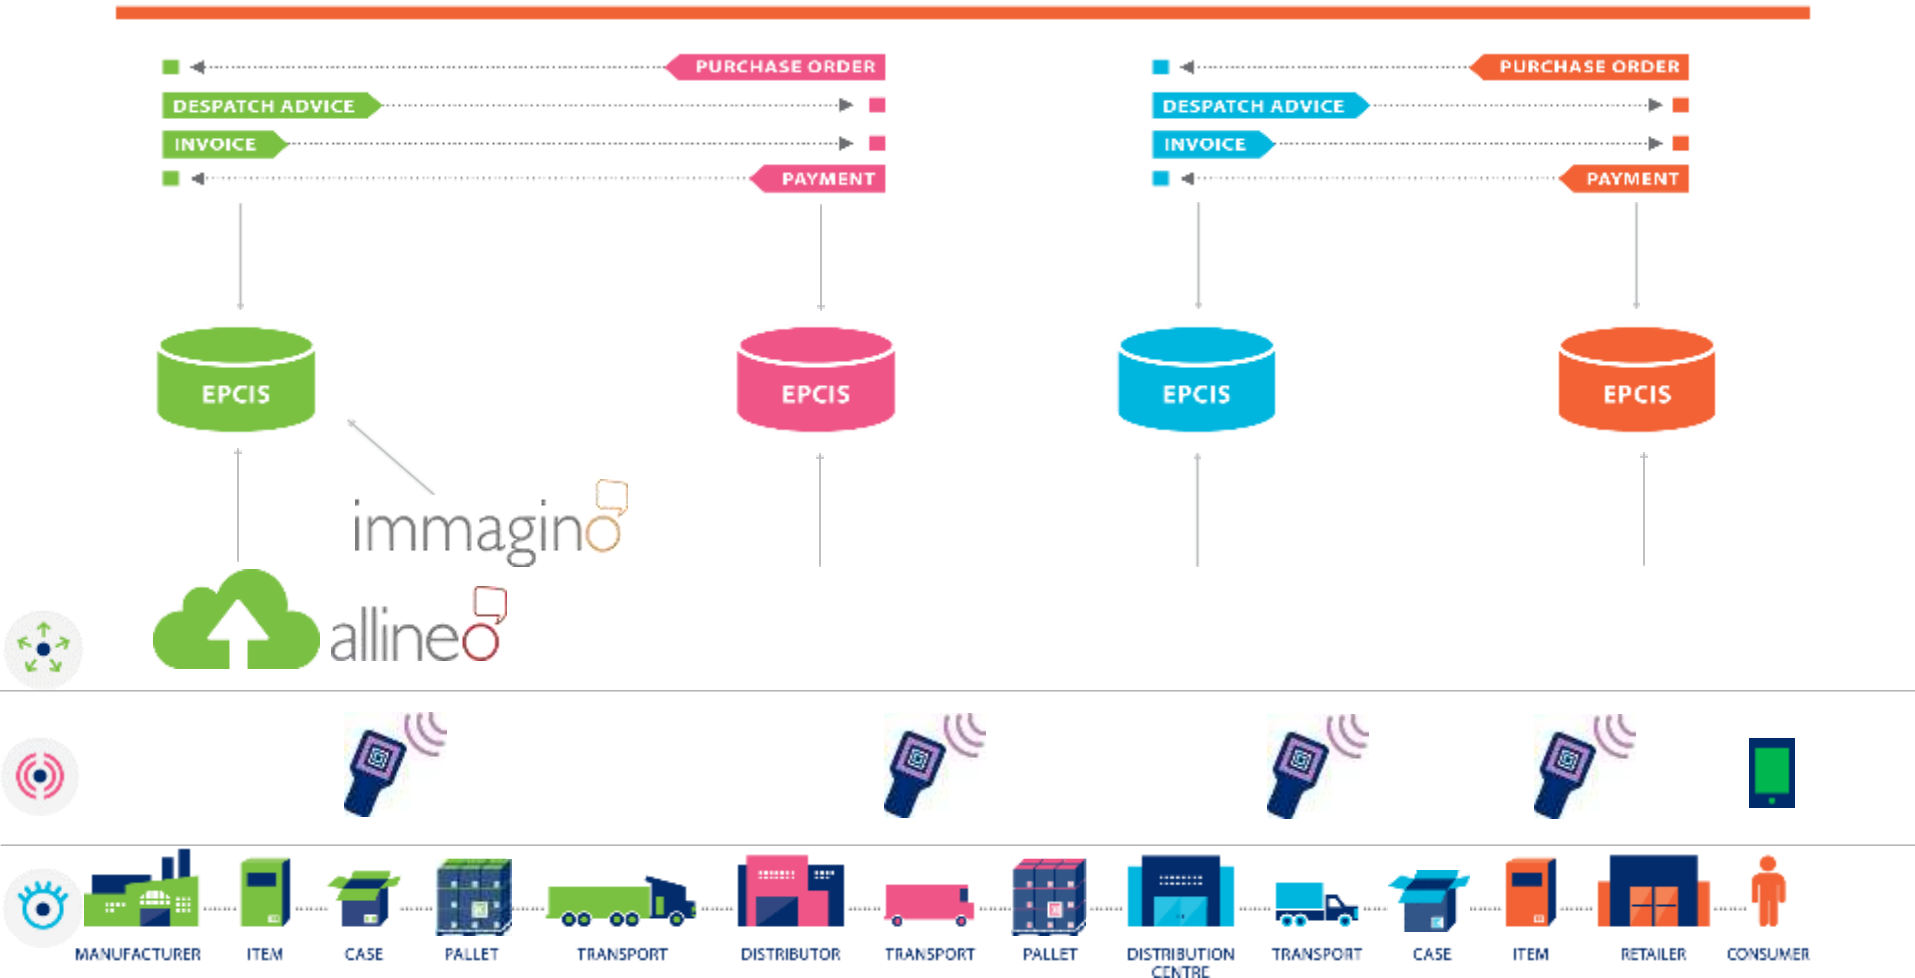 PURCHASE ORDER
PURCHASE ORDER
DESPATCH ADVICE
DESPATCH ADVICE
INVOICE
INVOICE
PAYMENT
PAYMENT
EPCIS
EPCIS
EPCIS
EPCIS
immagino
allineo
MANUFACTURER
ITEM
CASE
PALLET
TRANSPORT
DISTRIBUTOR
TRANSPORT
PALLET
DISTRIBUTION
CENTRE
TRANSPORT
CASE
ITEM
RETAILER
CONSUMER